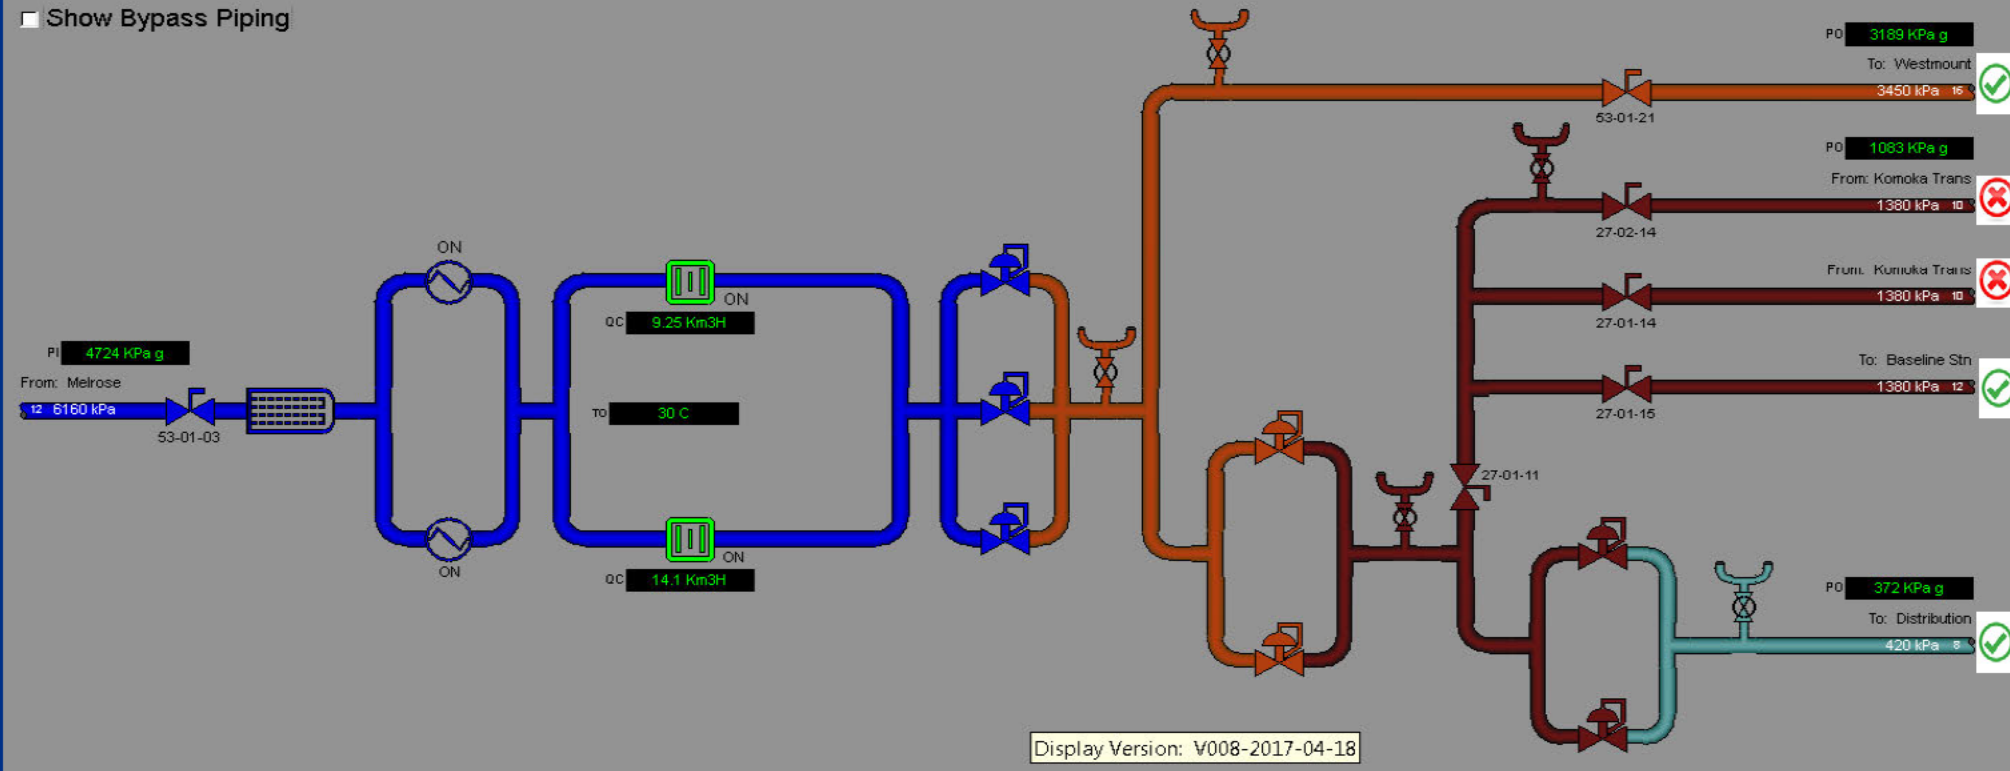 Show Bypass Piping
PO 3189 KPa g
To: Westmount
3450 kPa 16
53-01-21
PO 1083 KPa g
From: Komoka Trans
1380 kPa 10
27-02-14
From: Komoka Trans
1380 kPa 10
27-01-14
To: Baseline Stn
1380 kPa 12
27-01-15
27-01-11
ON
ON
QC 9.25 Km3H
PI 4724 KPa g
From: Melrose
12 6160 kPa
53-01-03
TO 30 C
ON
ON
QC 14.1 Km3H
PO 372 KPa g
To: Distribution
420 kPa 8
Display Version: V008-2017-04-18